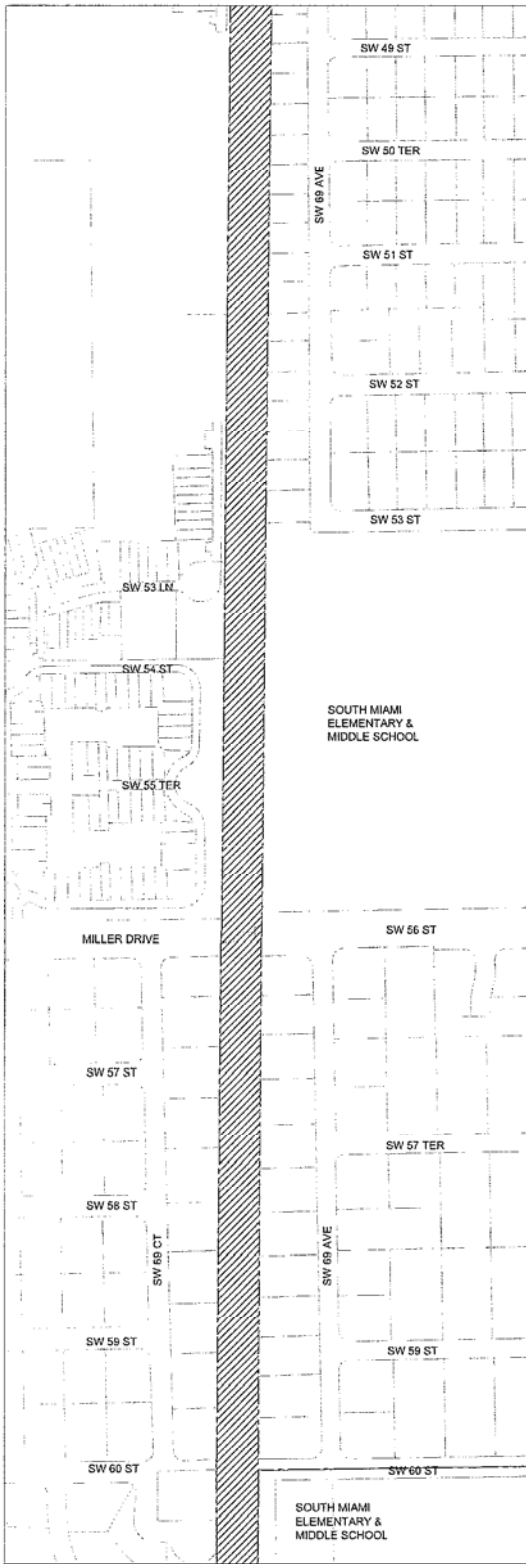 SW 49 ST
SW 50 TER
SW 69 AVE
SW 51 ST
SW 52 ST
SW 53 ST
SW 53 LN
SW 54 ST
SOUTH MIAMI
ELEMENTARY &
MIDDLE SCHOOL
SW 55 TER
SW 56 ST
MILLER DRIVE
SW 57 ST
SW 57 TER
SW 58 ST
SW 69 CT
SW 69 AVE
SW 59 ST
SW 59 ST
SW 60 ST
SW 60 ST
SOUTH MIAMI
ELEMENTARY &
MIDDLE SCHOOL